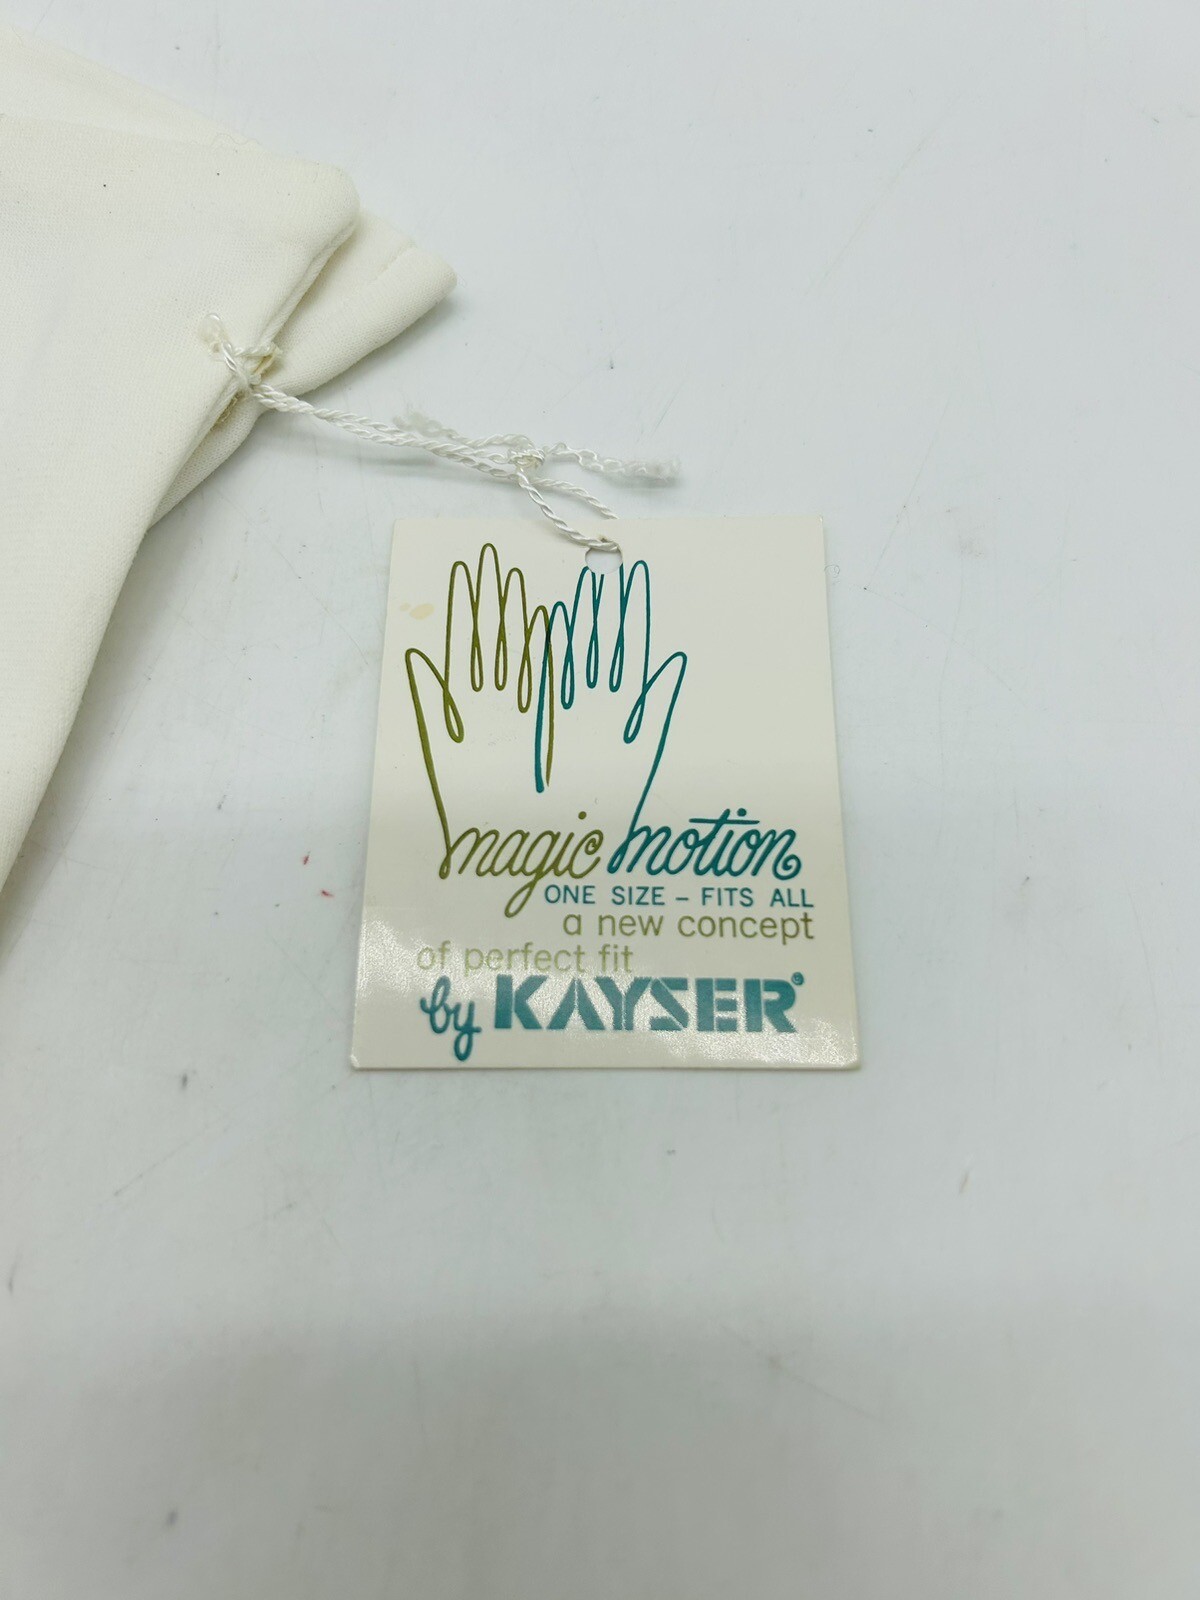 magic motion
ONE SIZE – FITS ALL
a new concept
of perfect fit
by KAYSER®